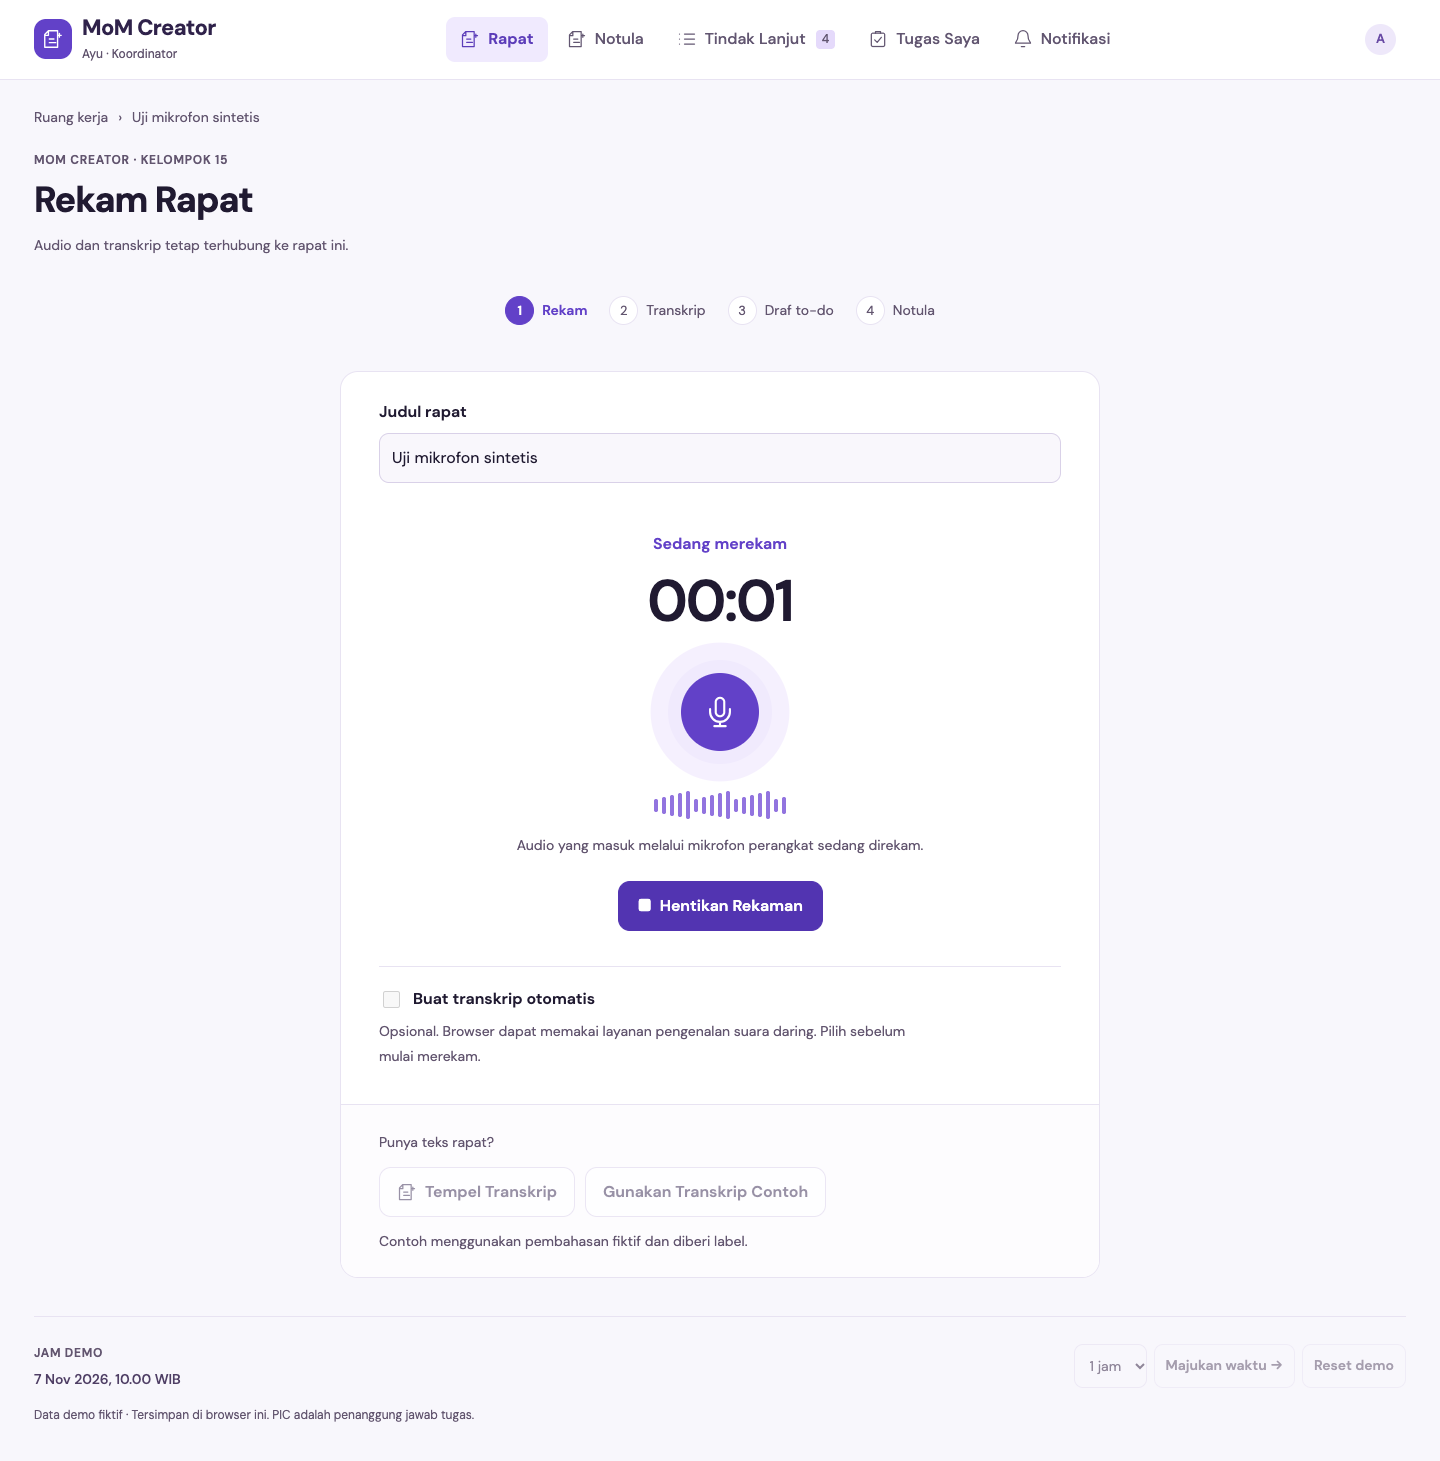 MoM Creator
Ayu · Koordinator
Rapat
Notula
Tindak Lanjut 4
Tugas Saya
Notifikasi
A
Ruang kerja › Uji mikrofon sintetis
MOM CREATOR · KELOMPOK 15
Rekam Rapat
Audio dan transkrip tetap terhubung ke rapat ini.
1 Rekam
2 Transkrip
3 Draf to-do
4 Notula
Judul rapat
Uji mikrofon sintetis
Sedang merekam
00:01
Audio yang masuk melalui mikrofon perangkat sedang direkam.
Hentikan Rekaman
Buat transkrip otomatis
Opsional. Browser dapat memakai layanan pengenalan suara daring. Pilih sebelum
mulai merekam.
Punya teks rapat?
Tempel Transkrip
Gunakan Transkrip Contoh
Contoh menggunakan pembahasan fiktif dan diberi label.
JAM DEMO
7 Nov 2026, 10.00 WIB
1 jam
Majukan waktu →
Reset demo
Data demo fiktif · Tersimpan di browser ini. PIC adalah penanggung jawab tugas.